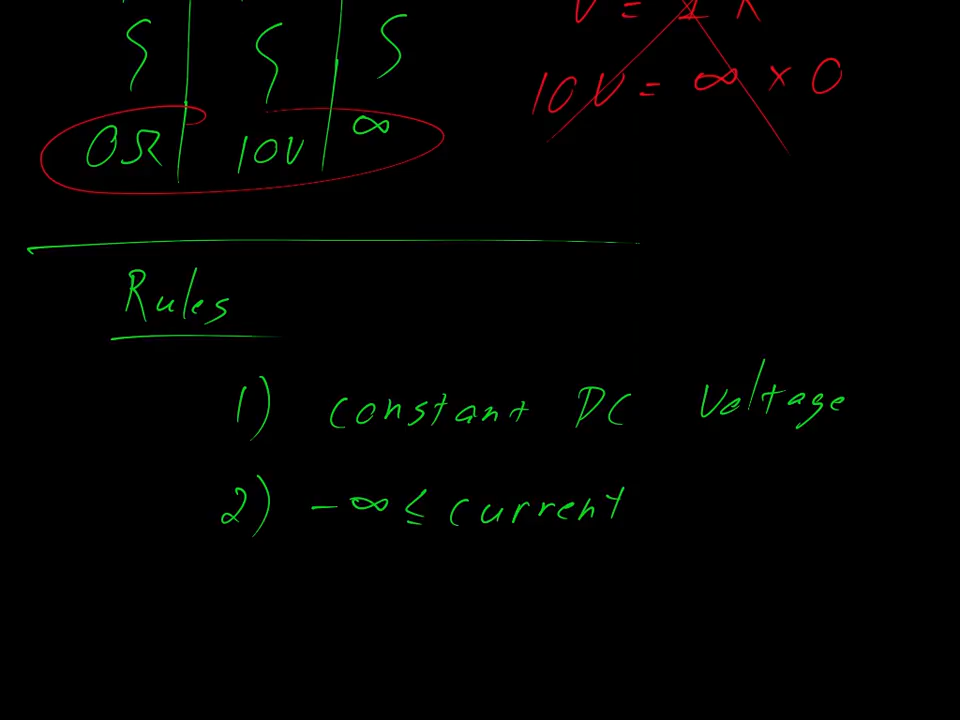 V = I R
10V = ∞ × 0
0Ω 10V ∞
Rules
1) constant DC Voltage
2) -∞ ≤ current